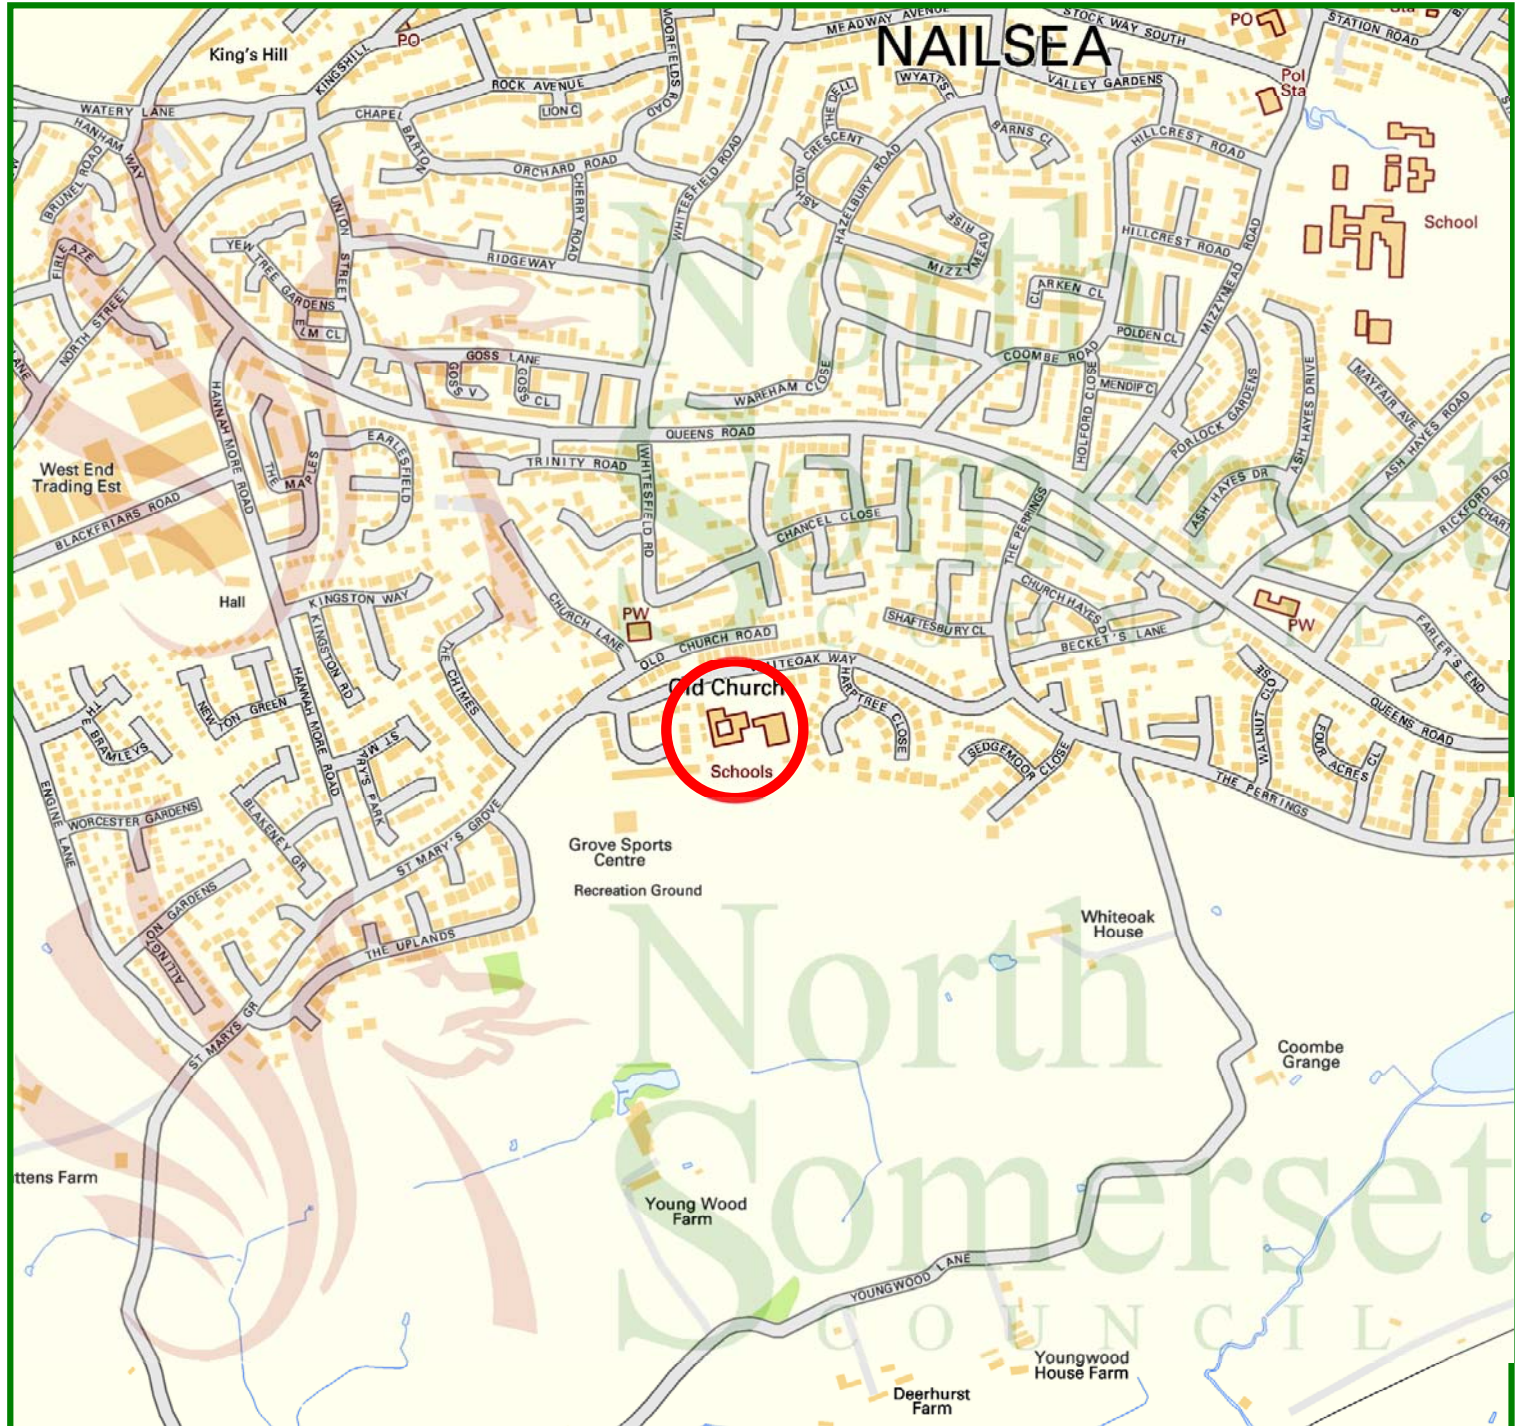 MEADWAY AVENUE
STOCK WAY SOUTH
PO
STATION ROAD
King's Hill
PO
KINGSHILL
MOORFIELDS ROAD
NAILSEA
ROCK AVENUE
WYATT'S C
VALLEY GARDENS
Pol
Sta
WATERY LANE
CHAPEL
BARTON
LION C
THE DELL
HANHAM WAY
BARNS CL
HILLCREST ROAD
ORCHARD ROAD
CHERRY ROAD
WHITESFIELD ROAD
ASHTON CRESCENT
HAZELBURY ROAD
BRUNEL ROAD
UNION STREET
School
North
MIZZYMEAD RISE
HILLCREST ROAD
MIZZYMEAD ROAD
YEW TREE GARDENS
RIDGEWAY
FIRLE
AZE
ELM CL
LARKEN CL
CL
POLDEN CL
NORTH STREET
LANE
GOSS LANE
GOSS V
GOSS CL
WAREHAM CLOSE
COOMBE ROAD
MENDIP C
HOLFORD CLOSE
PORLOCK GARDENS
ASH HAYES DRIVE
MAYFAIR AVE
ASH HAYES ROAD
Somerset
COUNCIL
HANNAH MORE ROAD
QUEENS ROAD
EARLESFIELD
THE MAPLES
TRINITY ROAD
WHITESFIELD RD
West End
Trading Est
BLACKFRIARS ROAD
CHANCEL CLOSE
THE PERRINGS
ASH HAYES DR
RICKFORD RO
CHART
Hall
KINGSTON WAY
KINGSTON RD
CHURCH LANE
PW
OLD CHURCH ROAD
SHAFTESBURY CL
CHURCH HAYES D
BECKET'S LANE
PW
FARLER'S END
THE CHIMES
WHITEOAK WAY
Old Church
HARPTREE CLOSE
Schools
SEDGEMOOR CLOSE
WALNUT CLOSE
FOUR ACRES CL
QUEENS ROAD
THE PERRINGS
THE BRAMLEYS
NEWTON GREEN
HANNAH MORE ROAD
ST MARY'S PARK
ENGINE LANE
WORCESTER GARDENS
BLAKENEY GR
ST MARY'S GROVE
Grove Sports
Centre
Recreation Ground
ALLINGTON GARDENS
ALLINGTON
THE UPLANDS
ST MARYS GR
North
Somerset
COUNCIL
Whiteoak
House
Coombe
Grange
ttens Farm
Young Wood
Farm
YOUNGWOOD LANE
Youngwood
House Farm
Deerhurst
Farm